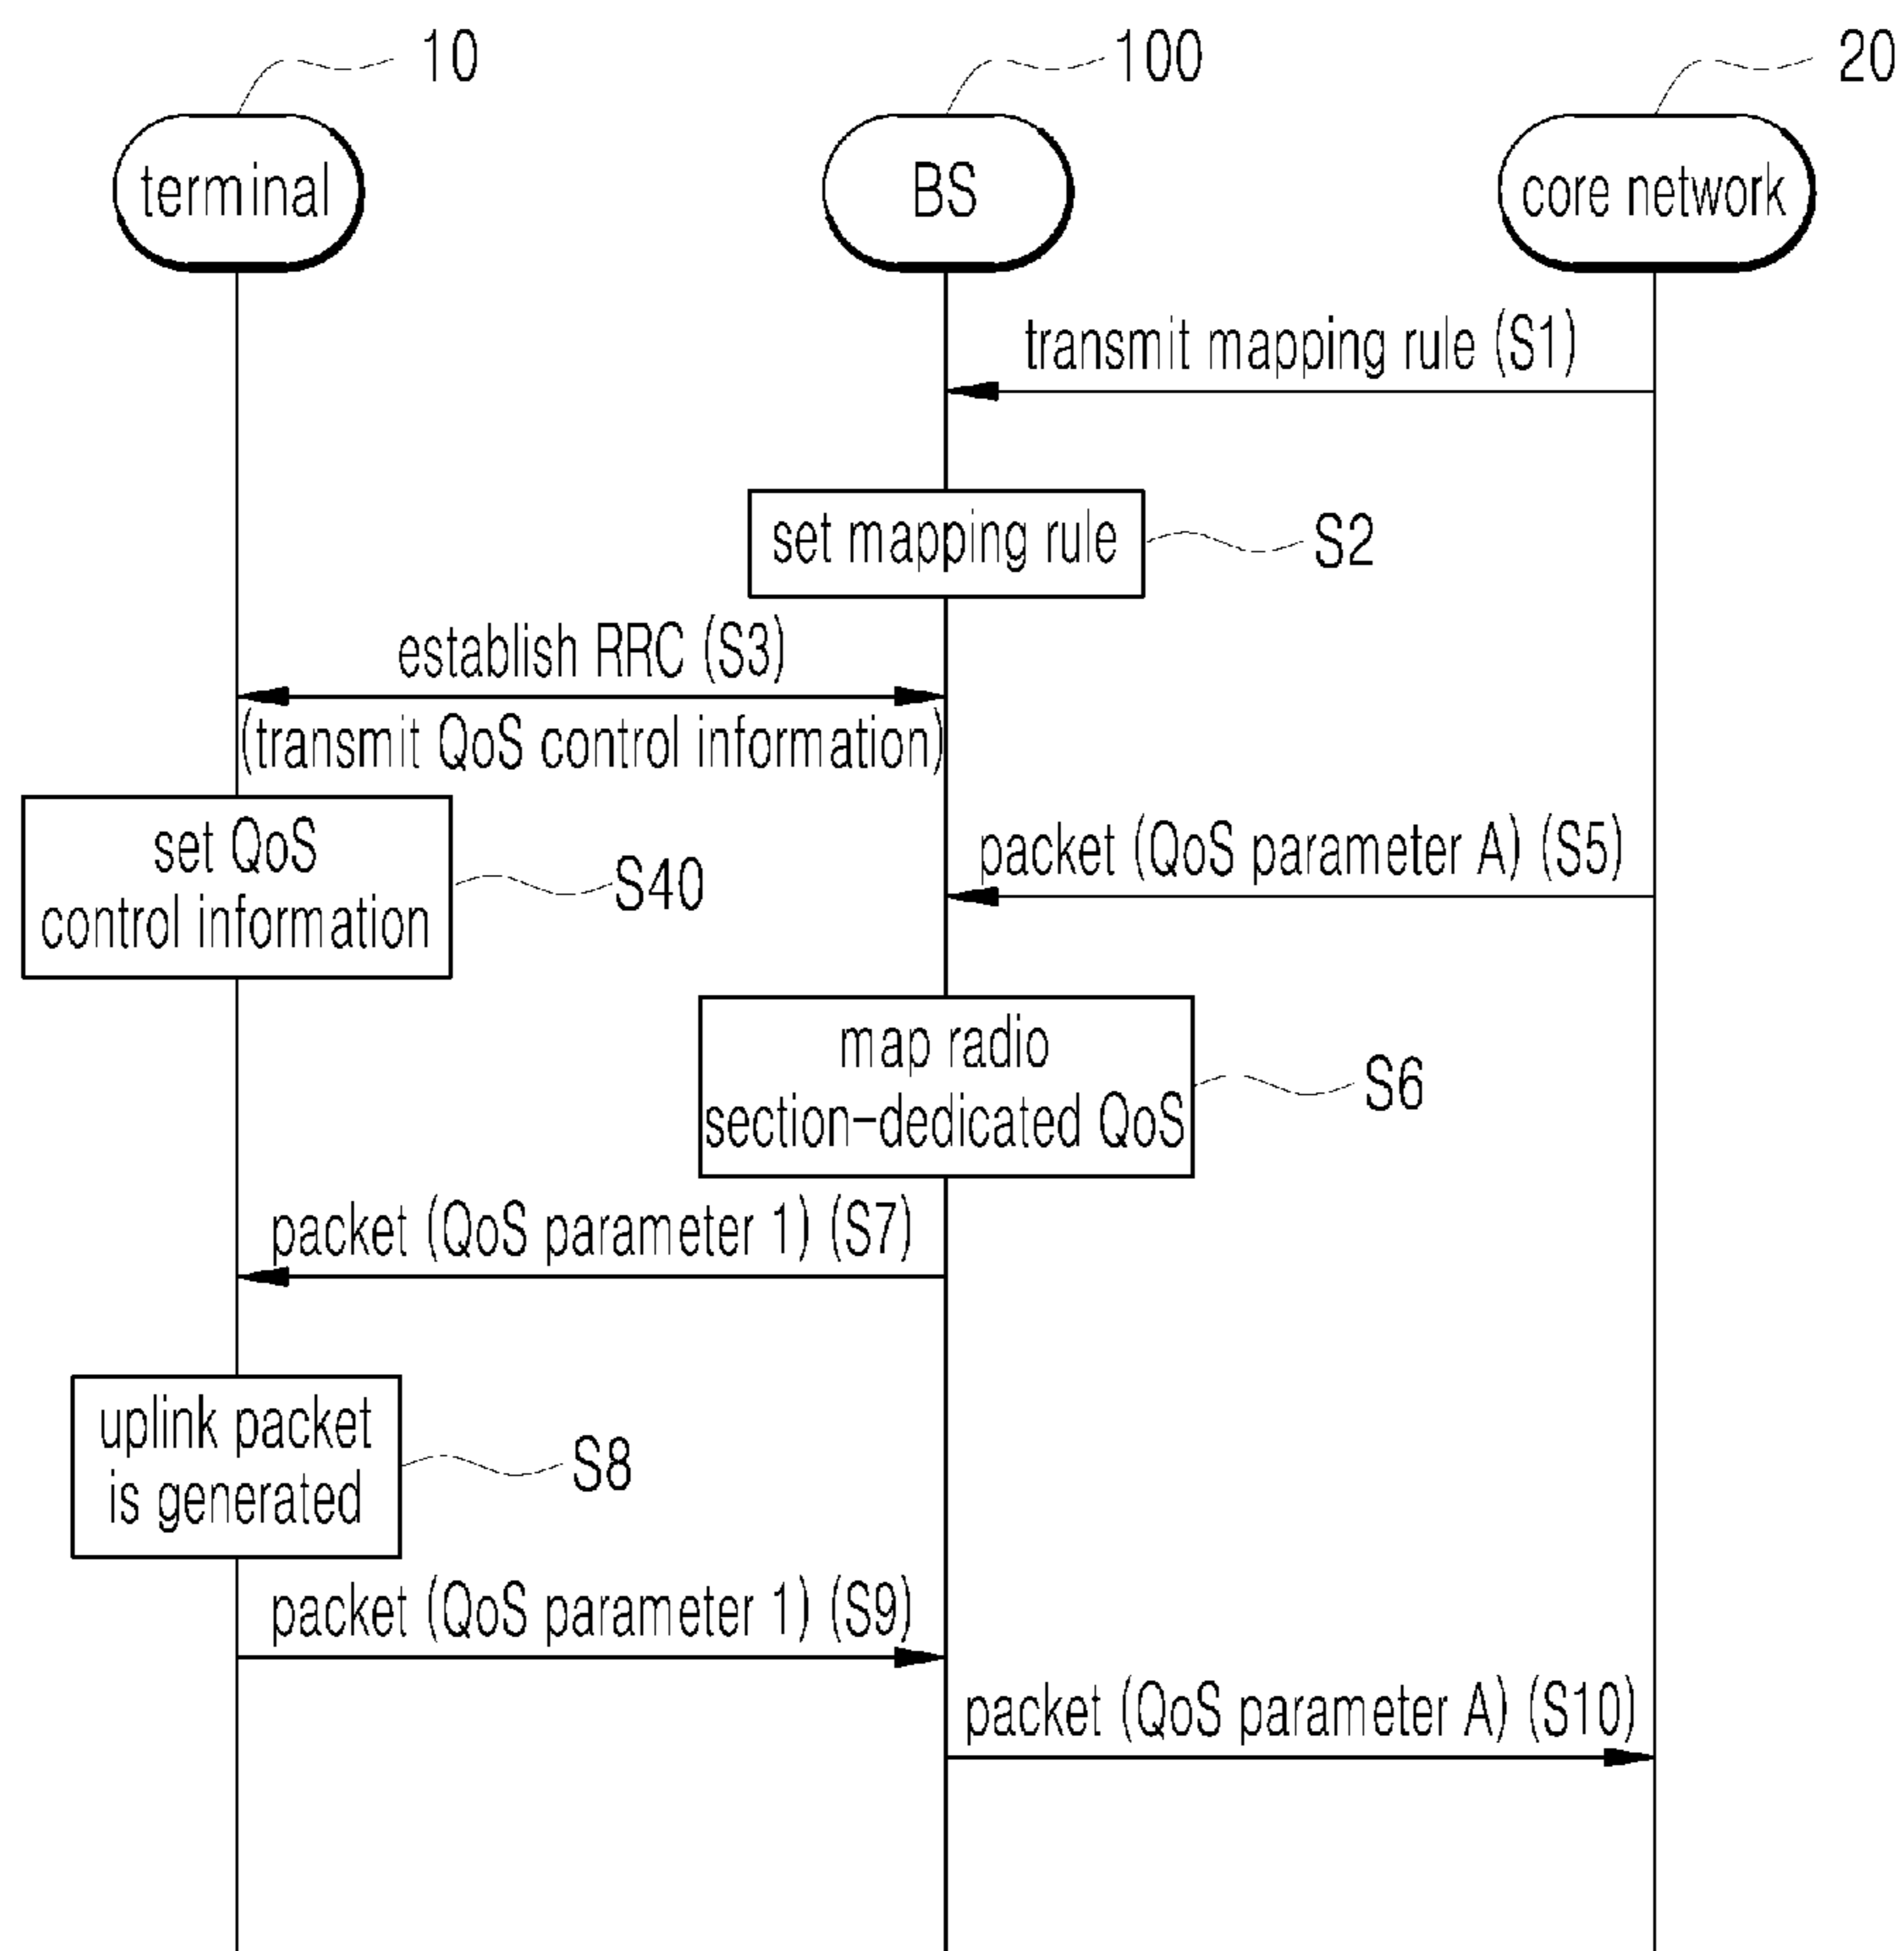 10
100
20
terminal
BS
core network
transmit mapping rule (S1)
set mapping rule
S2
establish RRC (S3)
(transmit QoS control information)
set QoS
control information
S40
packet (QoS parameter A) (S5)
map radio
section-dedicated QoS
S6
packet (QoS parameter 1) (S7)
uplink packet
is generated
S8
packet (QoS parameter 1) (S9)
packet (QoS parameter A) (S10)